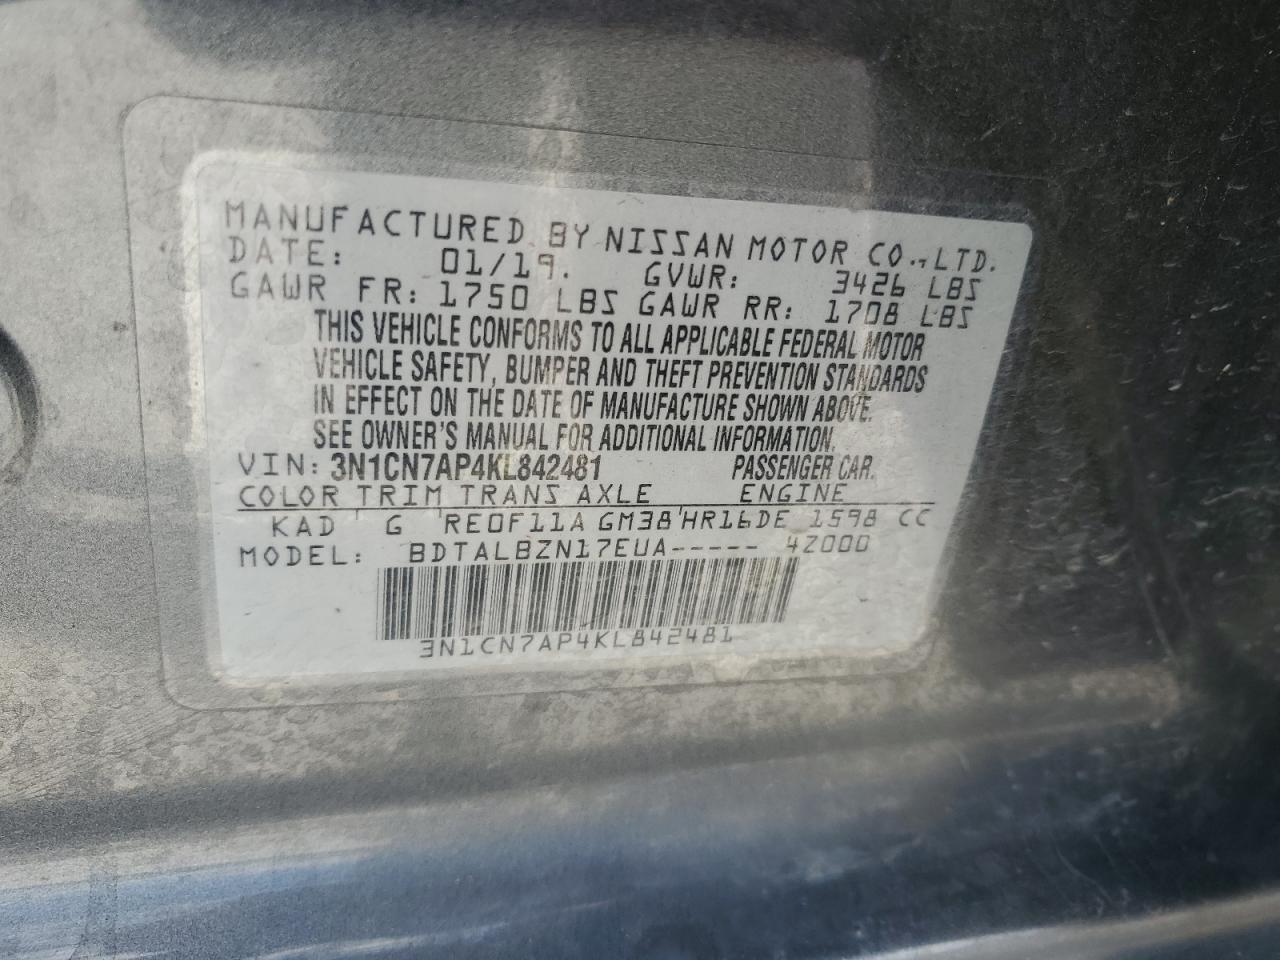 MANUFACTURED BY NISSAN MOTOR CO., LTD.
DATE: 01/19. GVWR: 3426 LBS
GAWR FR: 1750 LBS GAWR RR: 1708 LBS
THIS VEHICLE CONFORMS TO ALL APPLICABLE FEDERAL MOTOR
VEHICLE SAFETY, BUMPER AND THEFT PREVENTION STANDARDS
IN EFFECT ON THE DATE OF MANUFACTURE SHOWN ABOVE.
SEE OWNER'S MANUAL FOR ADDITIONAL INFORMATION.
VIN: 3N1CN7AP4KL842481 PASSENGER CAR.
COLOR TRIM TRANS AXLE ENGINE
KAD G RE0F11A GM38 HR16DE 1598 CC
MODEL: BDTALBZN17EUA----- 4Z000
3N1CN7AP4KL842481